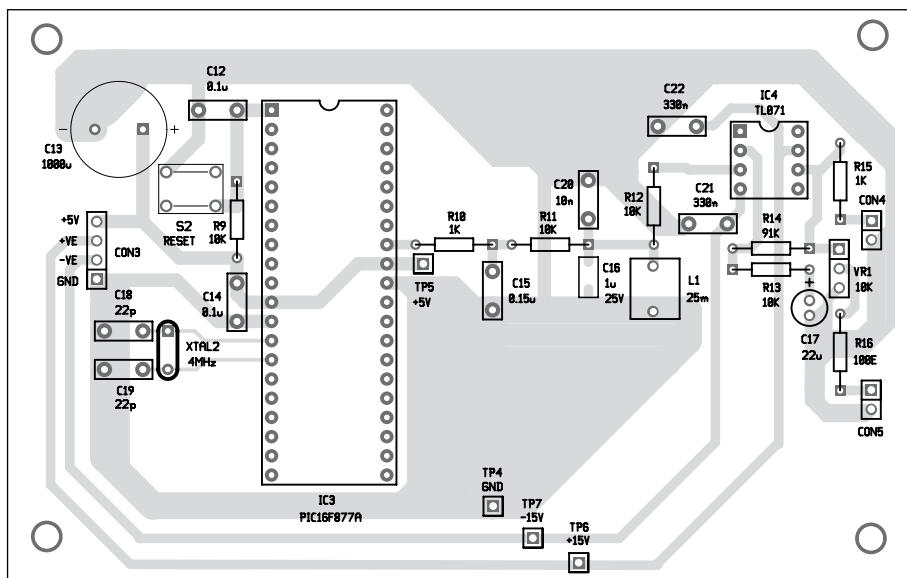 C12
0.1u
C22
330n
IC4
TL071
-
+
C13
1000u
R15
1K
C20
10n
R12
10K
C21
330n
CON4
S2
RESET
R9
10K
+5V
+VE
-VE
GND
CON3
R10
1K
R11
10K
R14
91K
TP5
+5V
C16
1u
25V
L1
25m
R13
10K
VR1
10K
C18
22p
C14
0.1u
C15
0.15u
+
C17
22u
R16
100E
XTAL2
4MHz
C19
22p
CON5
IC3
PIC16F877A
TP4
GND
TP7
-15V
TP6
+15V